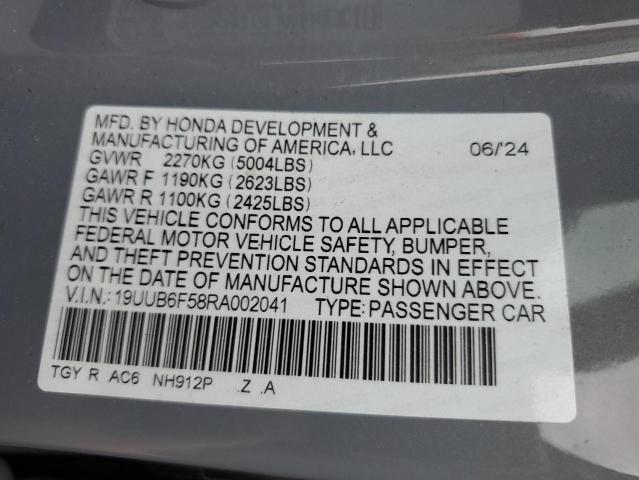 MFD. BY HONDA DEVELOPMENT &
MANUFACTURING OF AMERICA, LLC 06/'24
GVWR 2270KG (5004LBS)
GAWR F 1190KG (2623LBS)
GAWR R 1100KG (2425LBS)
THIS VEHICLE CONFORMS TO ALL APPLICABLE
FEDERAL MOTOR VEHICLE SAFETY, BUMPER,
AND THEFT PREVENTION STANDARDS IN EFFECT
ON THE DATE OF MANUFACTURE SHOWN ABOVE.
V.I.N.: 19UUB6F58RA002041 TYPE: PASSENGER CAR
TGY R AC6 NH912P .Z .A